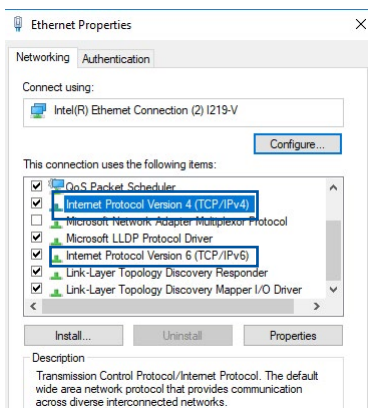 Ethernet Properties
Networking Authentication
Connect using:
Intel(R) Ethernet Connection (2) I219-V
Configure...
This connection uses the following items:
QoS Packet Scheduler
Internet Protocol Version 4 (TCP/IPv4)
Microsoft Network Adapter Multiplexor Protocol
Microsoft LLDP Protocol Driver
Internet Protocol Version 6 (TCP/IPv6)
Link-Layer Topology Discovery Responder
Link-Layer Topology Discovery Mapper I/O Driver
Install... Uninstall Properties
Description
Transmission Control Protocol/Internet Protocol. The default
wide area network protocol that provides communication
across diverse interconnected networks.